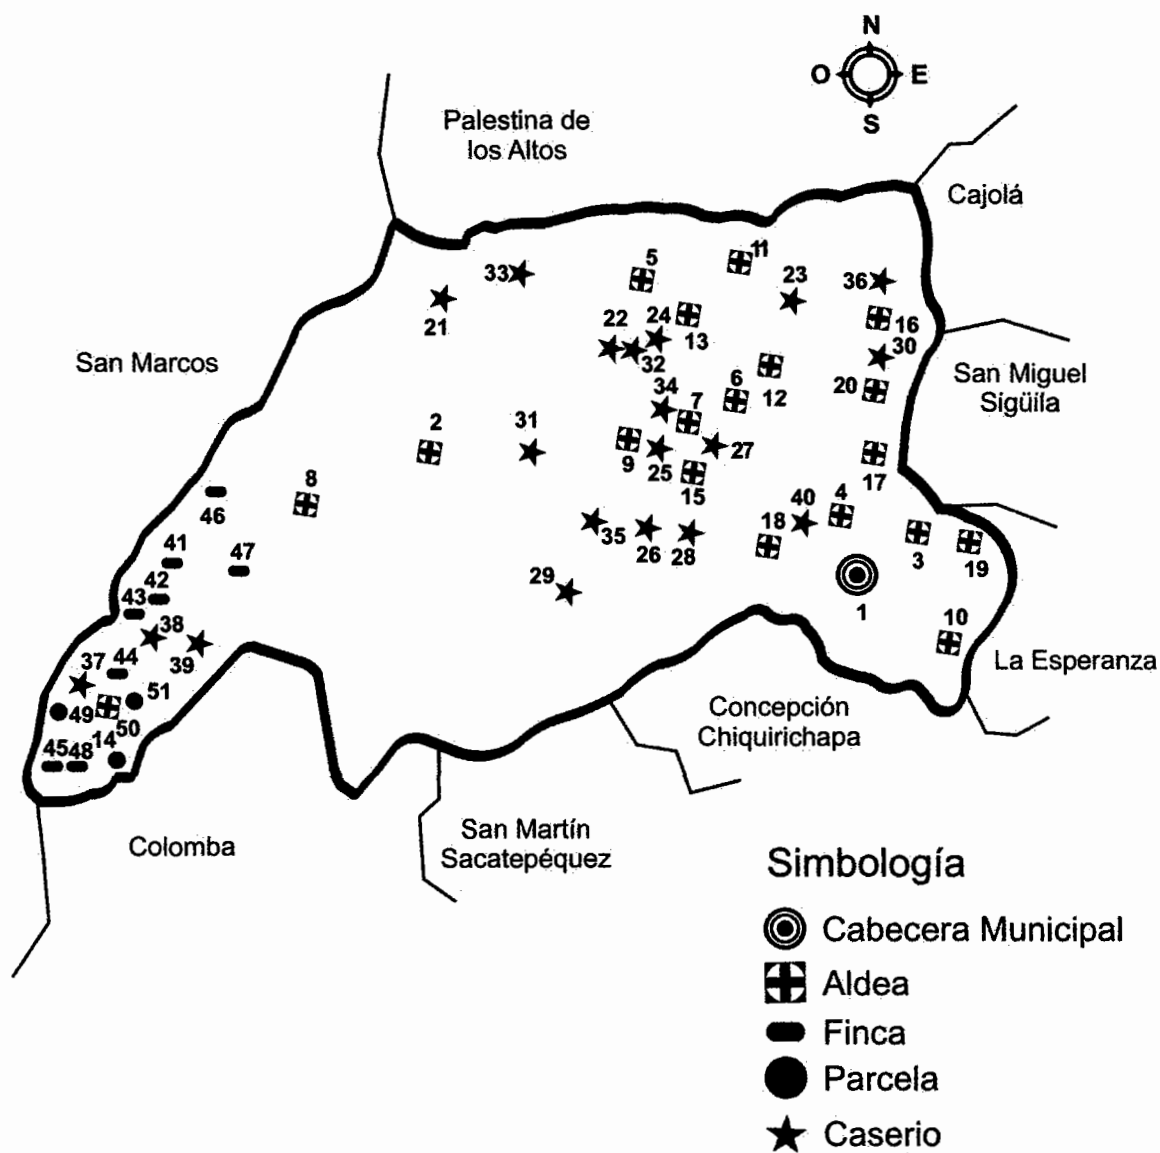 N
O E
S
Palestina de
los Altos
Cajolá
San Marcos
San Miguel
Sigüila
La Esperanza
Concepción
Chiquirichapa
San Martín
Sacatepéquez
Colomba
11
5
33
23
36
21
22
24
13
16
32
30
6
12
20
34
7
2
31
9
25
27
15
17
8
46
4
40
18
35
26
28
3
19
41
47
42
29
43
1
38
10
39
37
44
51
49
50
14
45
48
Simbología
Cabecera Municipal
Aldea
Finca
Parcela
Caserio